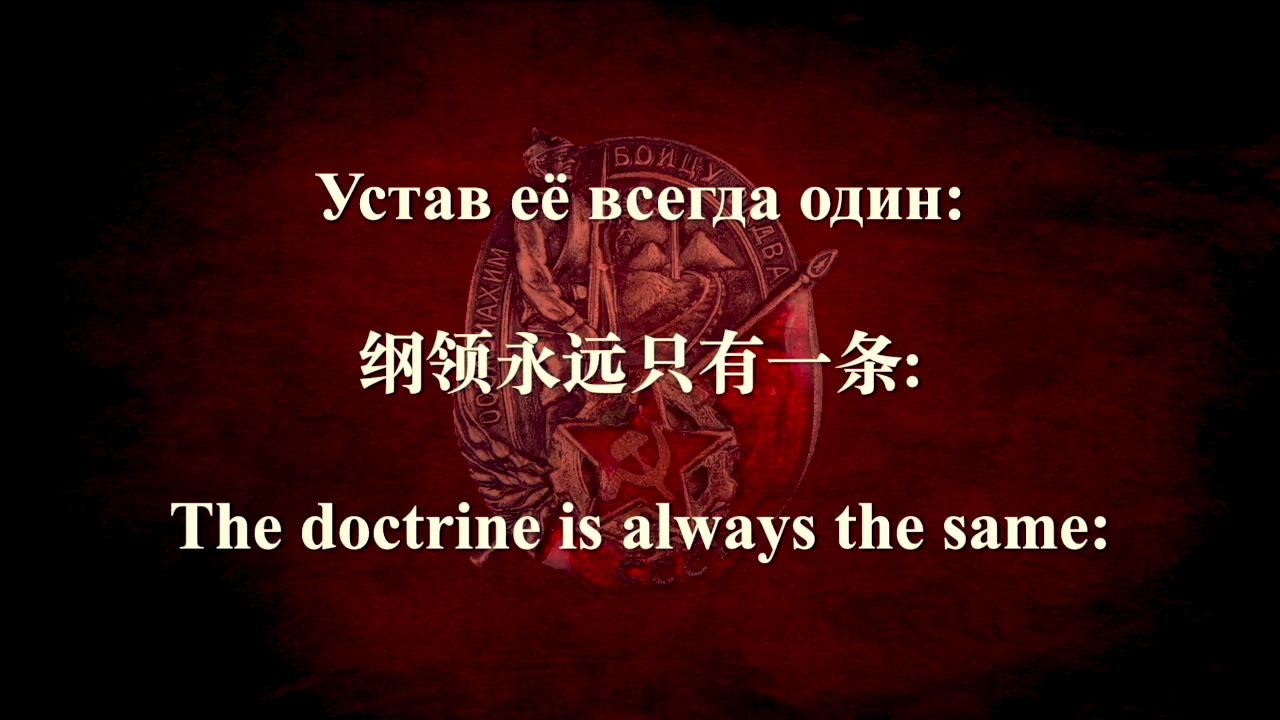 БОЙЦУ
Устав её всегда один:
纲领永远只有一条:
The doctrine is always the same:
СССР